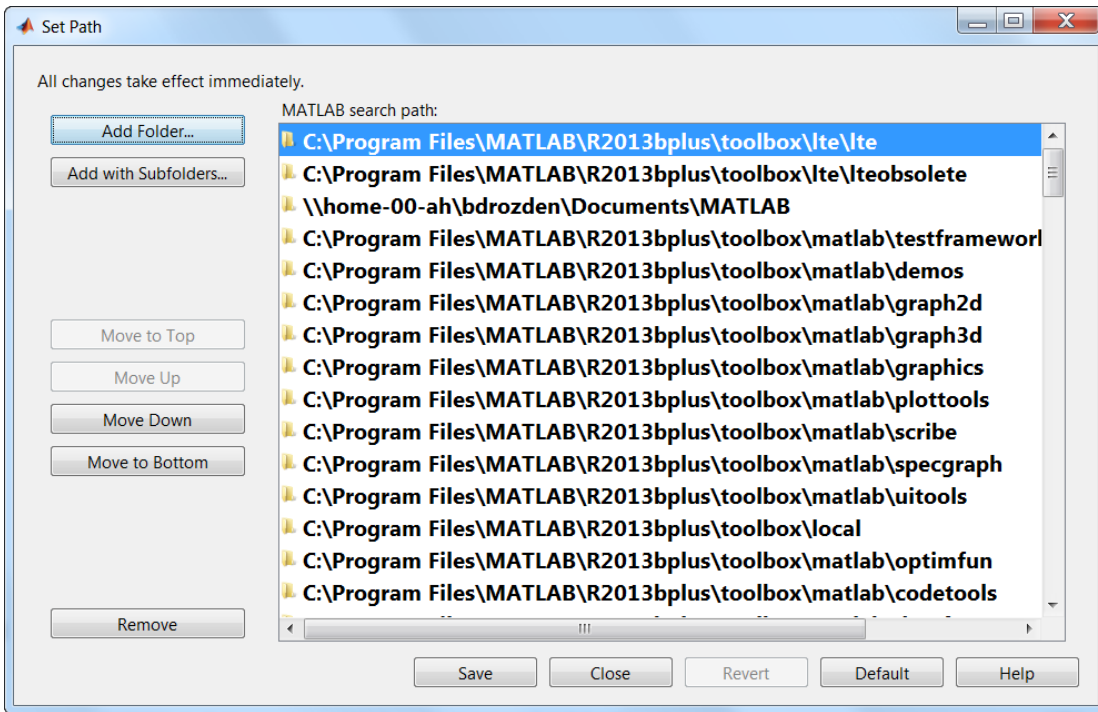 Set Path
All changes take effect immediately.
MATLAB search path:
Add Folder...
Add with Subfolders...
Move to Top
Move Up
Move Down
Move to Bottom
Remove
C:\Program Files\MATLAB\R2013bplus\toolbox\lte\lte
C:\Program Files\MATLAB\R2013bplus\toolbox\lte\lteobsolete
\\home-00-ah\bdrozden\Documents\MATLAB
C:\Program Files\MATLAB\R2013bplus\toolbox\matlab\testframework
C:\Program Files\MATLAB\R2013bplus\toolbox\matlab\demos
C:\Program Files\MATLAB\R2013bplus\toolbox\matlab\graph2d
C:\Program Files\MATLAB\R2013bplus\toolbox\matlab\graph3d
C:\Program Files\MATLAB\R2013bplus\toolbox\matlab\graphics
C:\Program Files\MATLAB\R2013bplus\toolbox\matlab\plottools
C:\Program Files\MATLAB\R2013bplus\toolbox\matlab\scribe
C:\Program Files\MATLAB\R2013bplus\toolbox\matlab\specgraph
C:\Program Files\MATLAB\R2013bplus\toolbox\matlab\uitools
C:\Program Files\MATLAB\R2013bplus\toolbox\local
C:\Program Files\MATLAB\R2013bplus\toolbox\matlab\optimfun
C:\Program Files\MATLAB\R2013bplus\toolbox\matlab\codetools
Save
Close
Revert
Default
Help